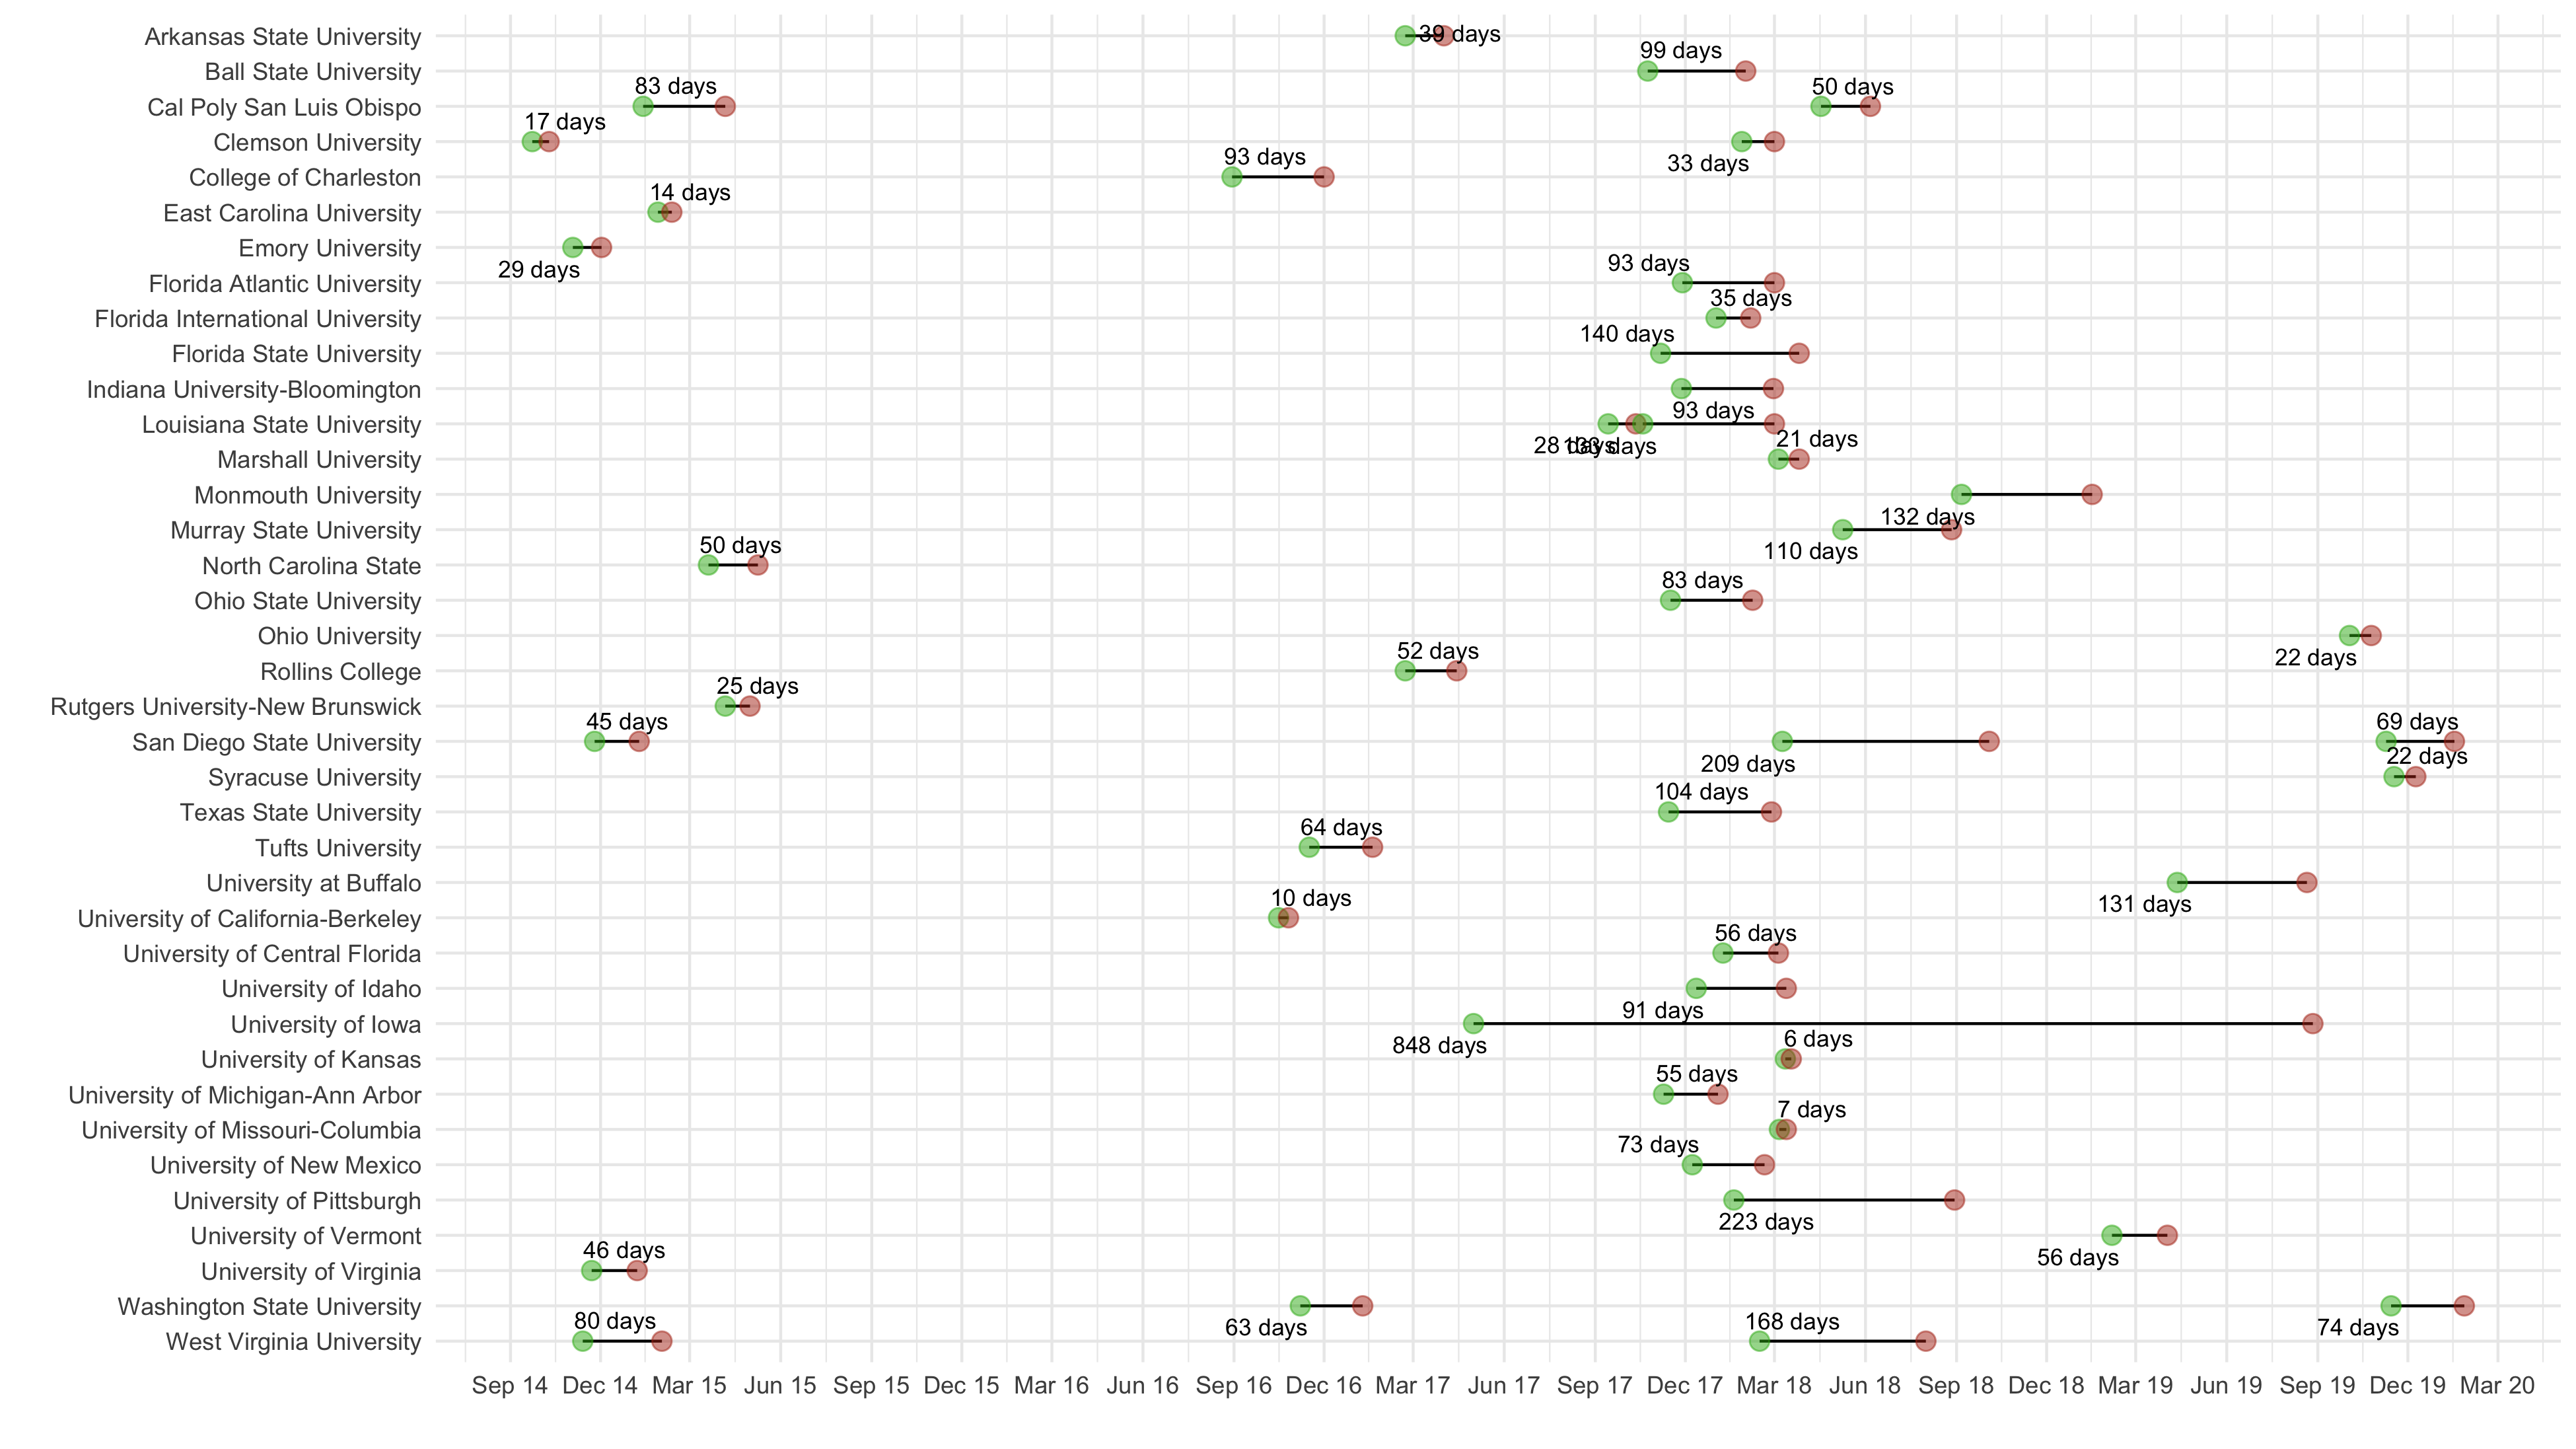 Arkansas State University 39 days
99 days
Ball State University
83 days 50 days
Cal Poly San Luis Obispo
17 days
Clemson University
93 days 33 days
College of Charleston
14 days
East Carolina University
Emory University
29 days 93 days
Florida Atlantic University
35 days
Florida International University
140 days
Florida State University
Indiana University-Bloomington
93 days
Louisiana State University
28 days 133 days 21 days
Marshall University
Monmouth University
132 days
Murray State University
50 days 110 days
North Carolina State
83 days
Ohio State University
Ohio University
52 days 22 days
Rollins College
25 days
Rutgers University-New Brunswick
45 days 69 days
San Diego State University
209 days 22 days
Syracuse University
104 days
Texas State University
64 days
Tufts University
University at Buffalo
10 days 131 days
University of California-Berkeley
56 days
University of Central Florida
University of Idaho
91 days
University of Iowa
848 days 6 days
University of Kansas
55 days
University of Michigan-Ann Arbor
7 days
University of Missouri-Columbia
73 days
University of New Mexico
University of Pittsburgh
223 days
University of Vermont
46 days 56 days
University of Virginia
Washington State University
80 days 63 days 168 days 74 days
West Virginia University
Sep 14 Dec 14 Mar 15 Jun 15 Sep 15 Dec 15 Mar 16 Jun 16 Sep 16 Dec 16 Mar 17 Jun 17 Sep 17 Dec 17 Mar 18 Jun 18 Sep 18 Dec 18 Mar 19 Jun 19 Sep 19 Dec 19 Mar 20